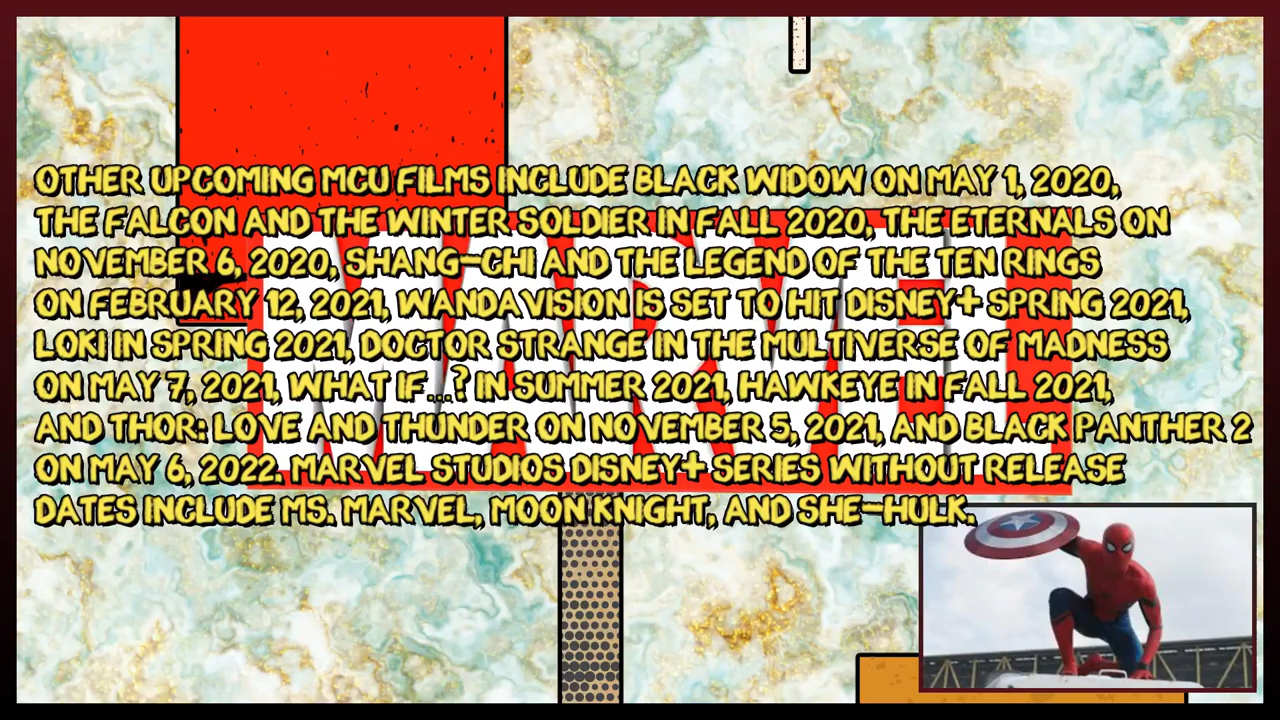 OTHER UPCOMING MCU FILMS INCLUDE BLACK WIDOW ON MAY 1, 2020,
THE FALCON AND THE WINTER SOLDIER IN FALL 2020, THE ETERNALS ON
NOVEMBER 6, 2020, SHANG-CHI AND THE LEGEND OF THE TEN RINGS
ON FEBRUARY 12, 2021, WANDAVISION IS SET TO HIT DISNEY+ SPRING 2021,
LOKI IN SPRING 2021, DOCTOR STRANGE IN THE MULTIVERSE OF MADNESS
ON MAY 7, 2021, WHAT IF...? IN SUMMER 2021, HAWKEYE IN FALL 2021,
AND THOR: LOVE AND THUNDER ON NOVEMBER 5, 2021, AND BLACK PANTHER 2
ON MAY 6, 2022. MARVEL STUDIOS DISNEY+ SERIES WITHOUT RELEASE
DATES INCLUDE MS. MARVEL, MOON KNIGHT, AND SHE-HULK.
MARVEL